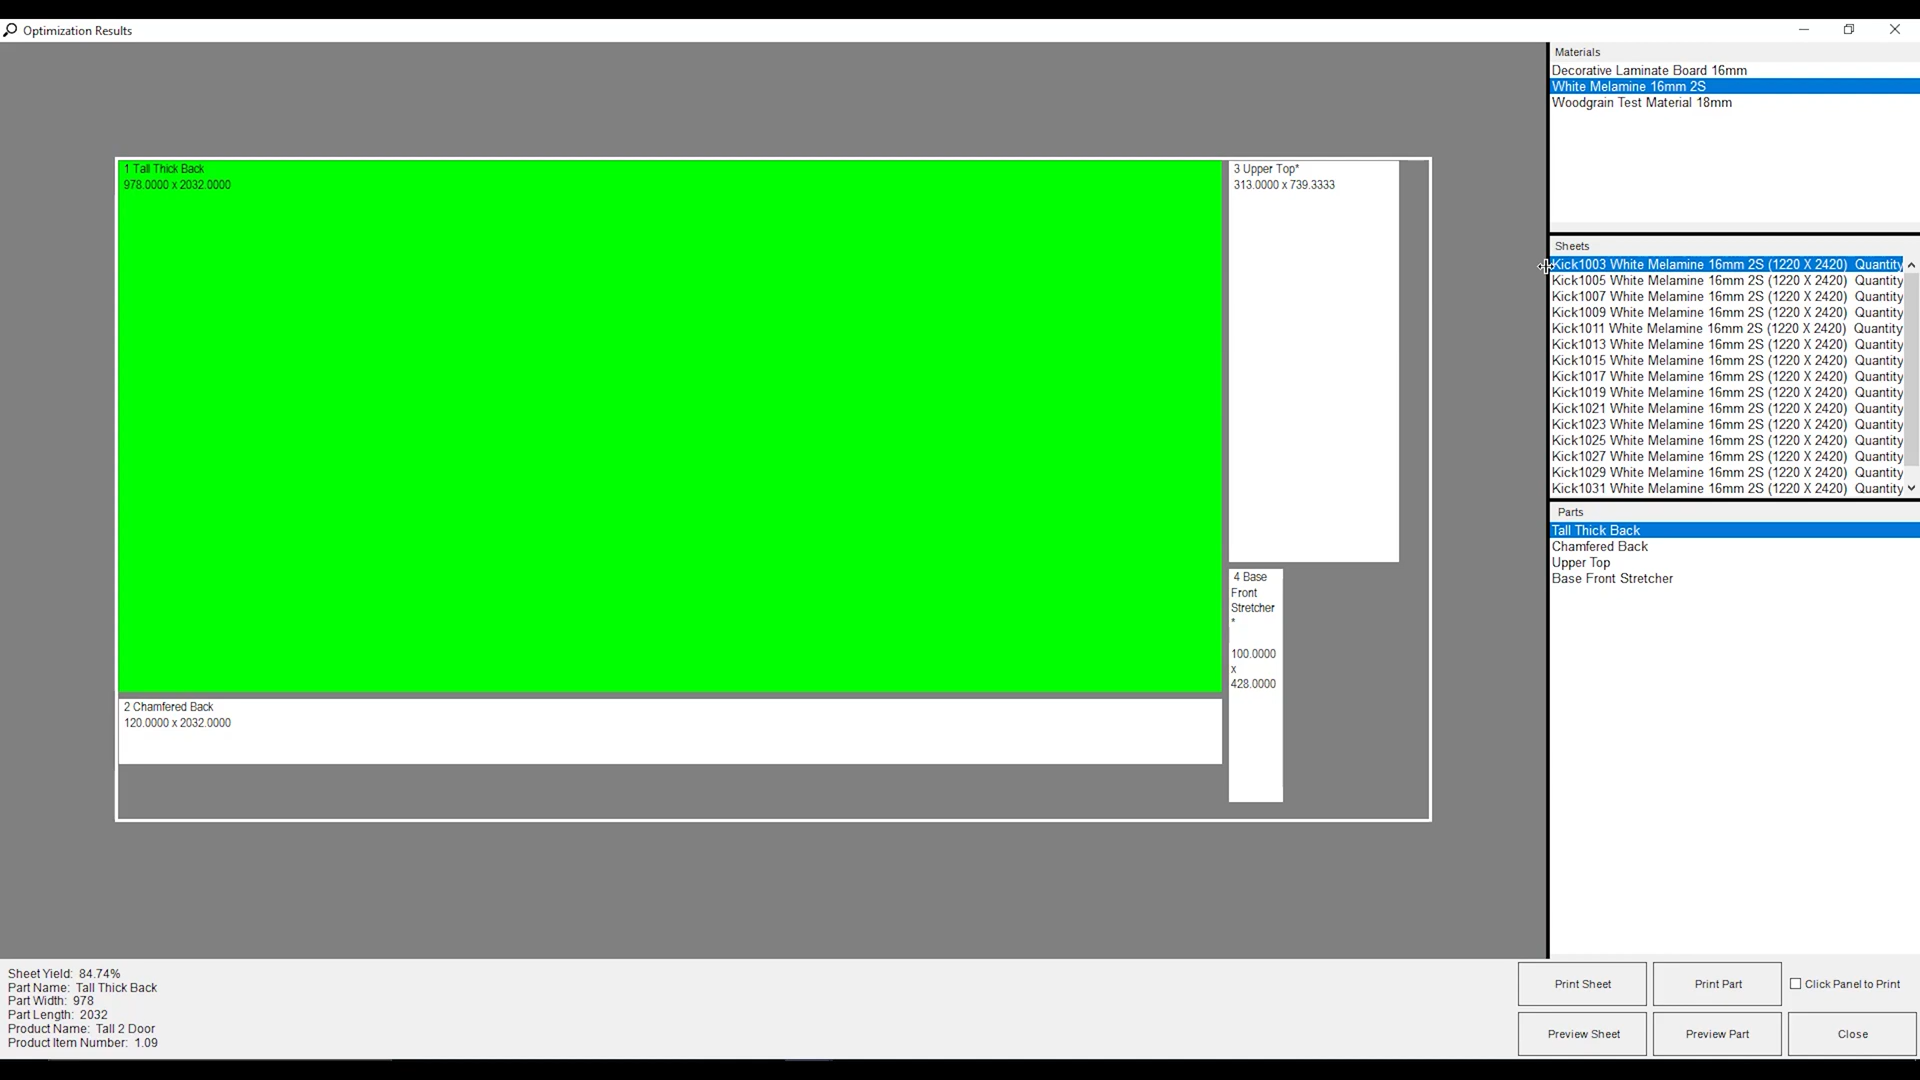 Optimization Results
Materials
Decorative Laminate Board 16mm
White Melamine 16mm 2S
Woodgrain Test Material 18mm
1 Tall Thick Back
978.0000 x 2032.0000
3 Upper Top*
313.0000 x 739.3333
4 Base
Front
Stretcher
*
100.0000
x
428.0000
2 Chamfered Back
120.0000 x 2032.0000
Sheets
Kick1003 White Melamine 16mm 2S (1220 X 2420) Quantity
Kick1005 White Melamine 16mm 2S (1220 X 2420) Quantity
Kick1007 White Melamine 16mm 2S (1220 X 2420) Quantity
Kick1009 White Melamine 16mm 2S (1220 X 2420) Quantity
Kick1011 White Melamine 16mm 2S (1220 X 2420) Quantity
Kick1013 White Melamine 16mm 2S (1220 X 2420) Quantity
Kick1015 White Melamine 16mm 2S (1220 X 2420) Quantity
Kick1017 White Melamine 16mm 2S (1220 X 2420) Quantity
Kick1019 White Melamine 16mm 2S (1220 X 2420) Quantity
Kick1021 White Melamine 16mm 2S (1220 X 2420) Quantity
Kick1023 White Melamine 16mm 2S (1220 X 2420) Quantity
Kick1025 White Melamine 16mm 2S (1220 X 2420) Quantity
Kick1027 White Melamine 16mm 2S (1220 X 2420) Quantity
Kick1029 White Melamine 16mm 2S (1220 X 2420) Quantity
Kick1031 White Melamine 16mm 2S (1220 X 2420) Quantity
Parts
Tall Thick Back
Chamfered Back
Upper Top
Base Front Stretcher
Sheet Yield: 84.74%
Part Name: Tall Thick Back
Part Width: 978
Part Length: 2032
Product Name: Tall 2 Door
Product Item Number: 1.09
Print Sheet
Print Part
Click Panel to Print
Preview Sheet
Preview Part
Close